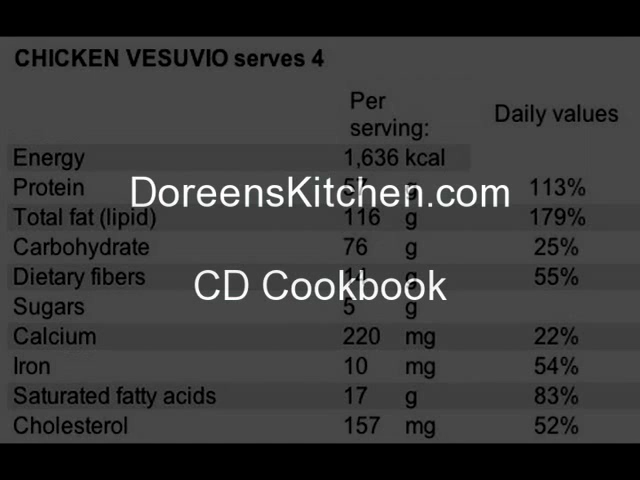 CHICKEN VESUVIO serves 4
Per
serving: Daily values
Energy 1,636 kcal
Protein 57 g 113%
DoreensKitchen.com
Total fat (lipid) 116 g 179%
Carbohydrate 76 g 25%
Dietary fibers 14 g 55%
CD Cookbook
Sugars 5 g
Calcium 220 mg 22%
Iron 10 mg 54%
Saturated fatty acids 17 g 83%
Cholesterol 157 mg 52%